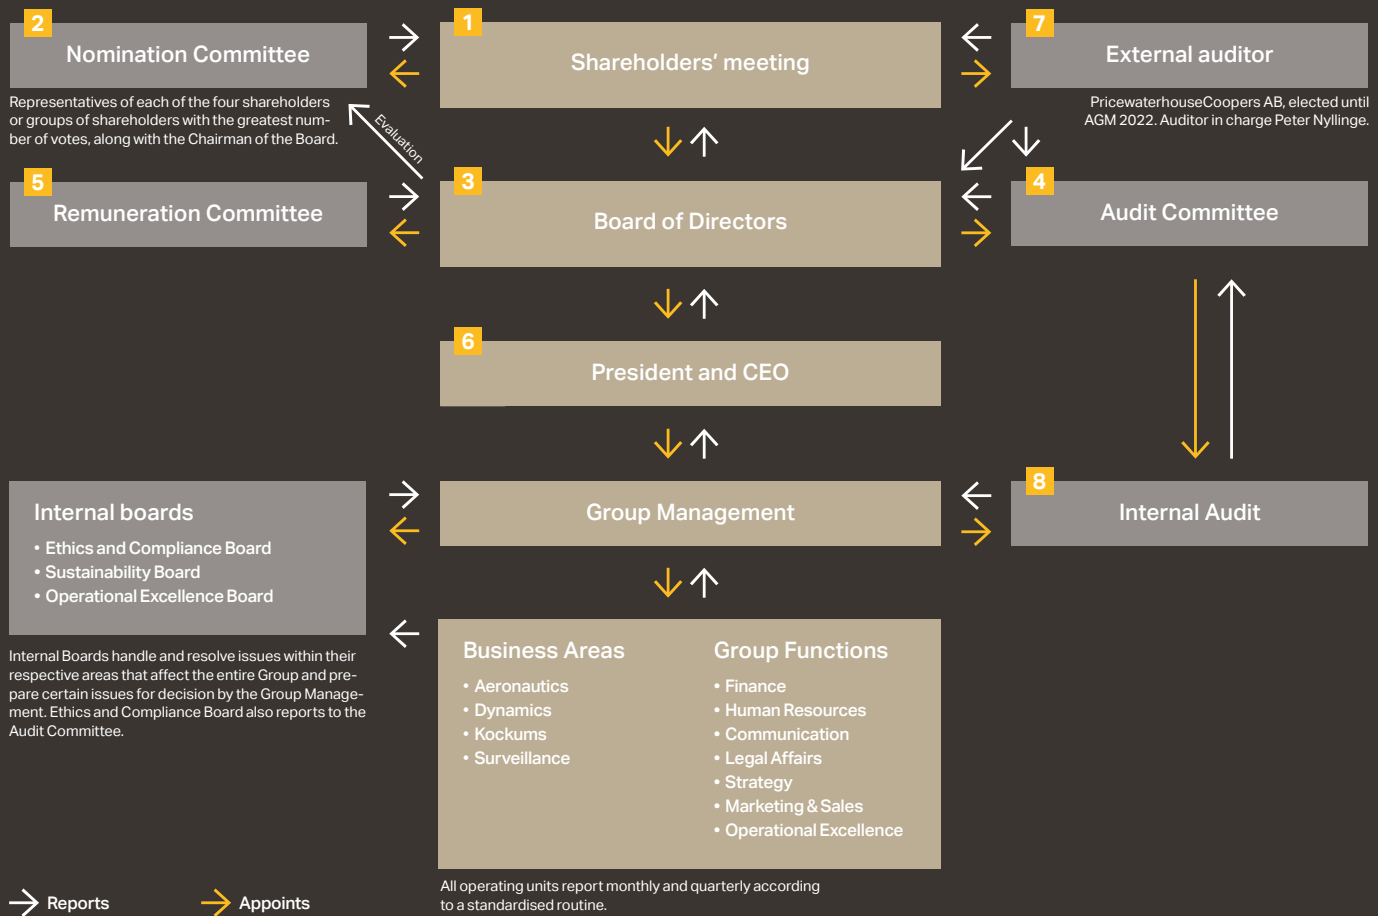 2
Nomination Committee
Representatives of each of the four shareholders
or groups of shareholders with the greatest num-
ber of votes, along with the Chairman of the Board.
1
Shareholders’ meeting
7
External auditor
PricewaterhouseCoopers AB, elected until
AGM 2022. Auditor in charge Peter Nyllinge.
Evaluation
5
Remuneration Committee
3
Board of Directors
4
Audit Committee
6
President and CEO
Internal boards
• Ethics and Compliance Board
• Sustainability Board
• Operational Excellence Board
Internal Boards handle and resolve issues within their
respective areas that affect the entire Group and pre-
pare certain issues for decision by the Group Manage-
ment. Ethics and Compliance Board also reports to the
Audit Committee.
Group Management
8
Internal Audit
Business Areas
• Aeronautics
• Dynamics
• Kockums
• Surveillance
Group Functions
• Finance
• Human Resources
• Communication
• Legal Affairs
• Strategy
• Marketing & Sales
• Operational Excellence
All operating units report monthly and quarterly according
to a standardised routine.
Reports
Appoints